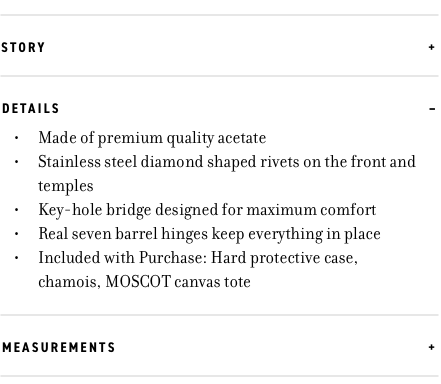 STORY +
DETAILS –
• Made of premium quality acetate
• Stainless steel diamond shaped rivets on the front and
temples
• Key-hole bridge designed for maximum comfort
• Real seven barrel hinges keep everything in place
• Included with Purchase: Hard protective case,
chamois, MOSCOT canvas tote
MEASUREMENTS +